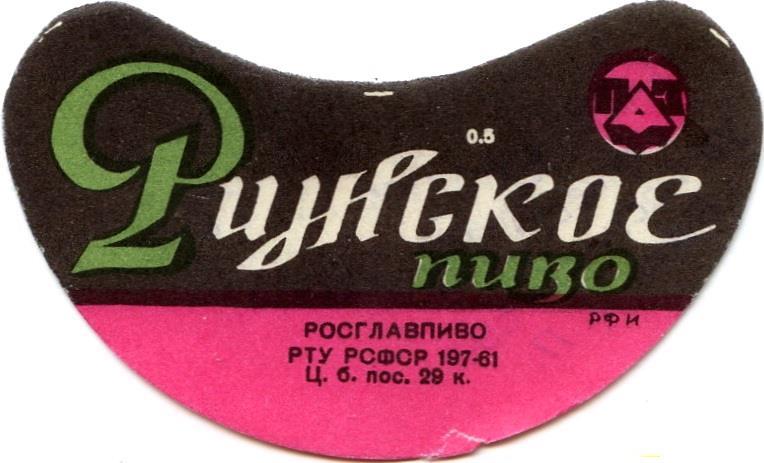 0.5
Рижское
пиво
РФИ
РОСГЛАВПИВО
РТУ РСФСР 197-61
Ц. б. пос. 29 к.